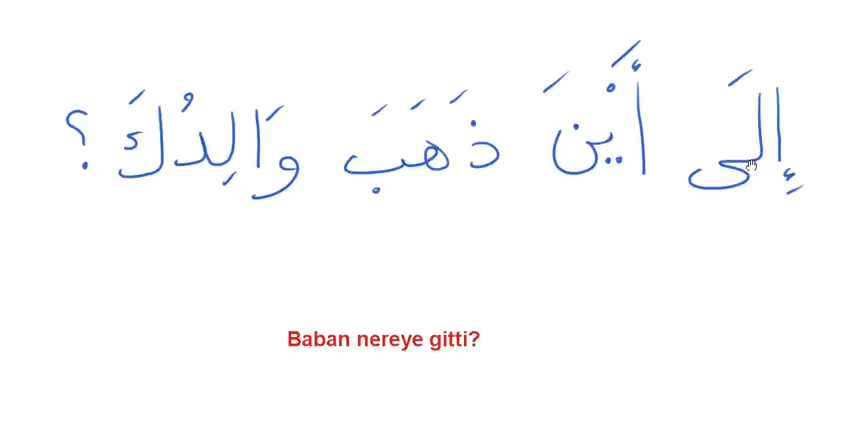 إِلَى أَيْنَ ذَهَبَ وَالِدُكَ ؟
Baban nereye gitti?